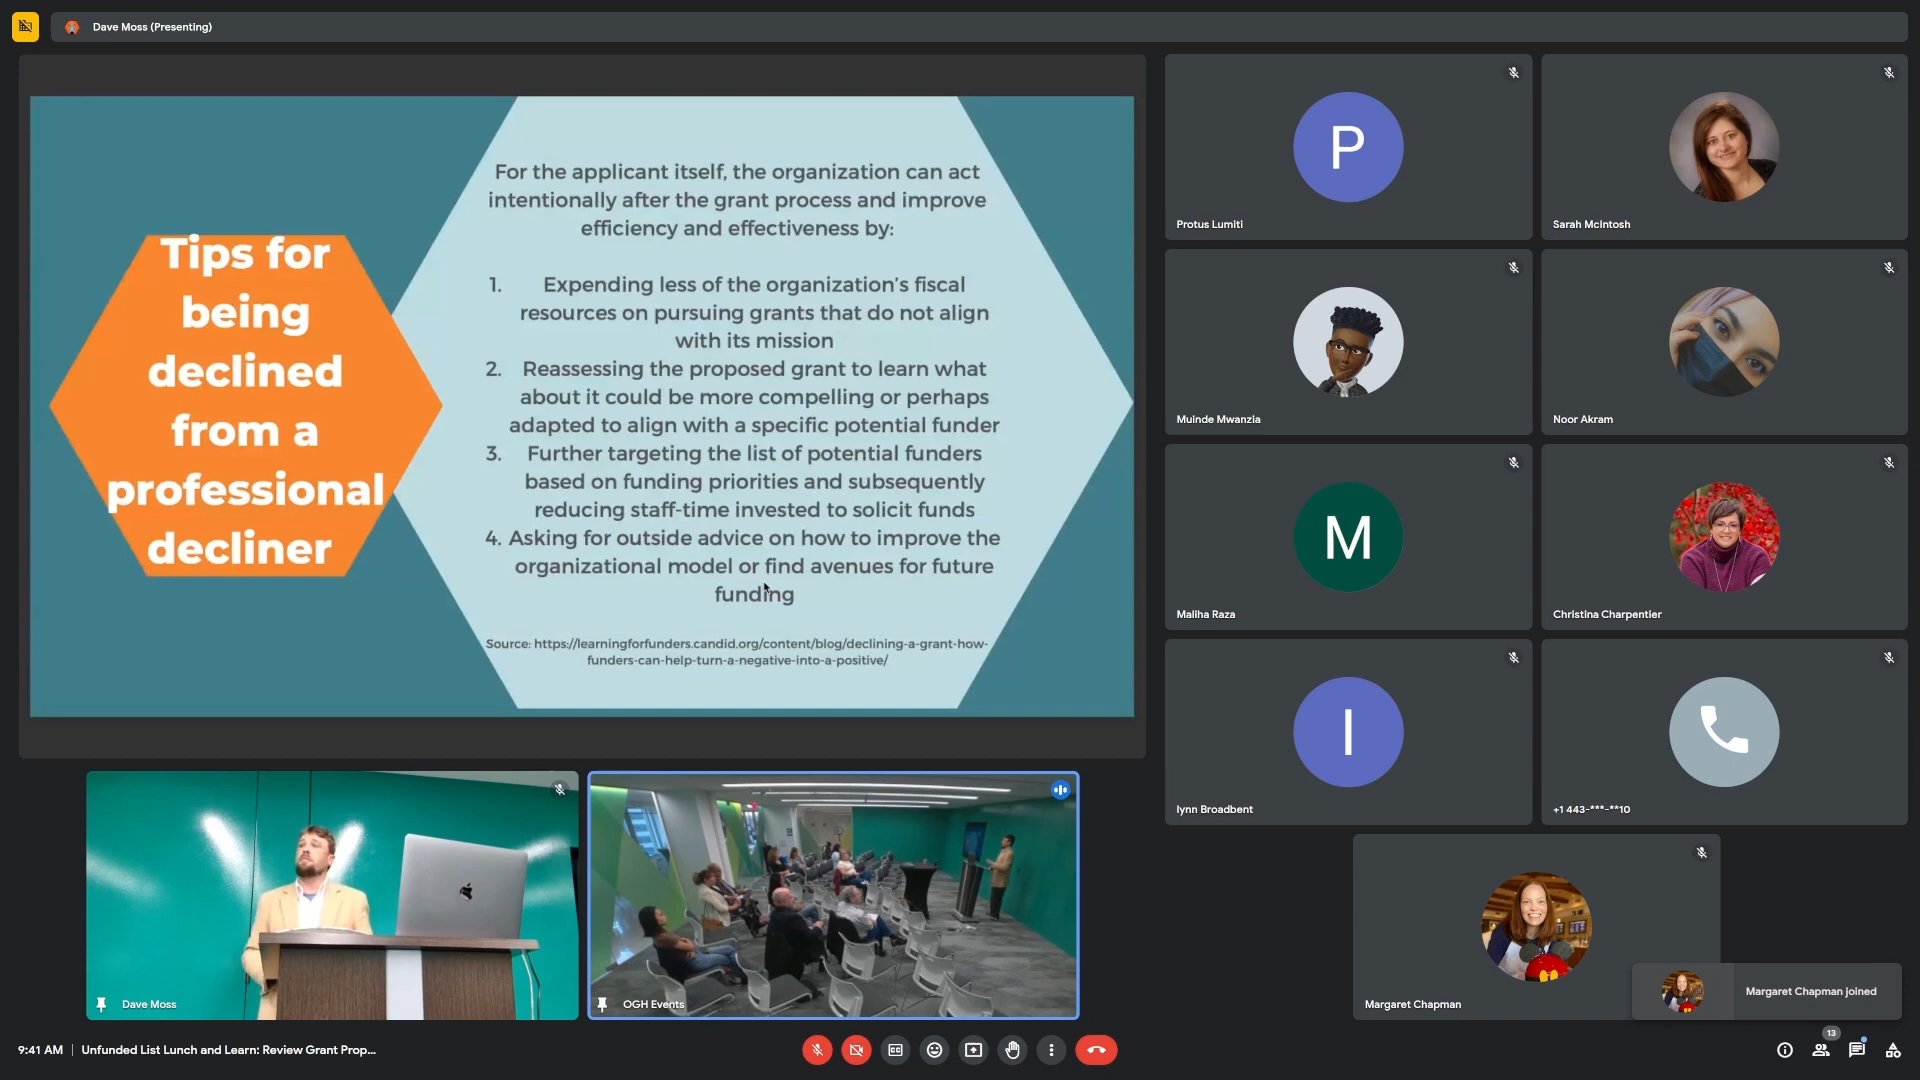 Dave Moss (Presenting)
Tips for
being
declined
from a
professional
decliner
For the applicant itself, the organization can act
intentionally after the grant process and improve
efficiency and effectiveness by:
1. Expending less of the organization's fiscal
resources on pursuing grants that do not align
with its mission
2. Reassessing the proposed grant to learn what
about it could be more compelling or perhaps
adapted to align with a specific potential funder
3. Further targeting the list of potential funders
based on funding priorities and subsequently
reducing staff-time invested to solicit funds
4. Asking for outside advice on how to improve the
organizational model or find avenues for future
funding
Source: https://learningforfunders.candid.org/content/blog/declining-a-grant-how-
funders-can-help-turn-a-negative-into-a-positive/
P
Protus Lumiti
Sarah McIntosh
Muinde Mwanzia
Noor Akram
M
Maliha Raza
Christina Charpentier
l
lynn Broadbent
+1 443-***-**10
Dave Moss
OGH Events
Margaret Chapman
Margaret Chapman joined
9:41 AM | Unfunded List Lunch and Learn: Review Grant Prop...
13